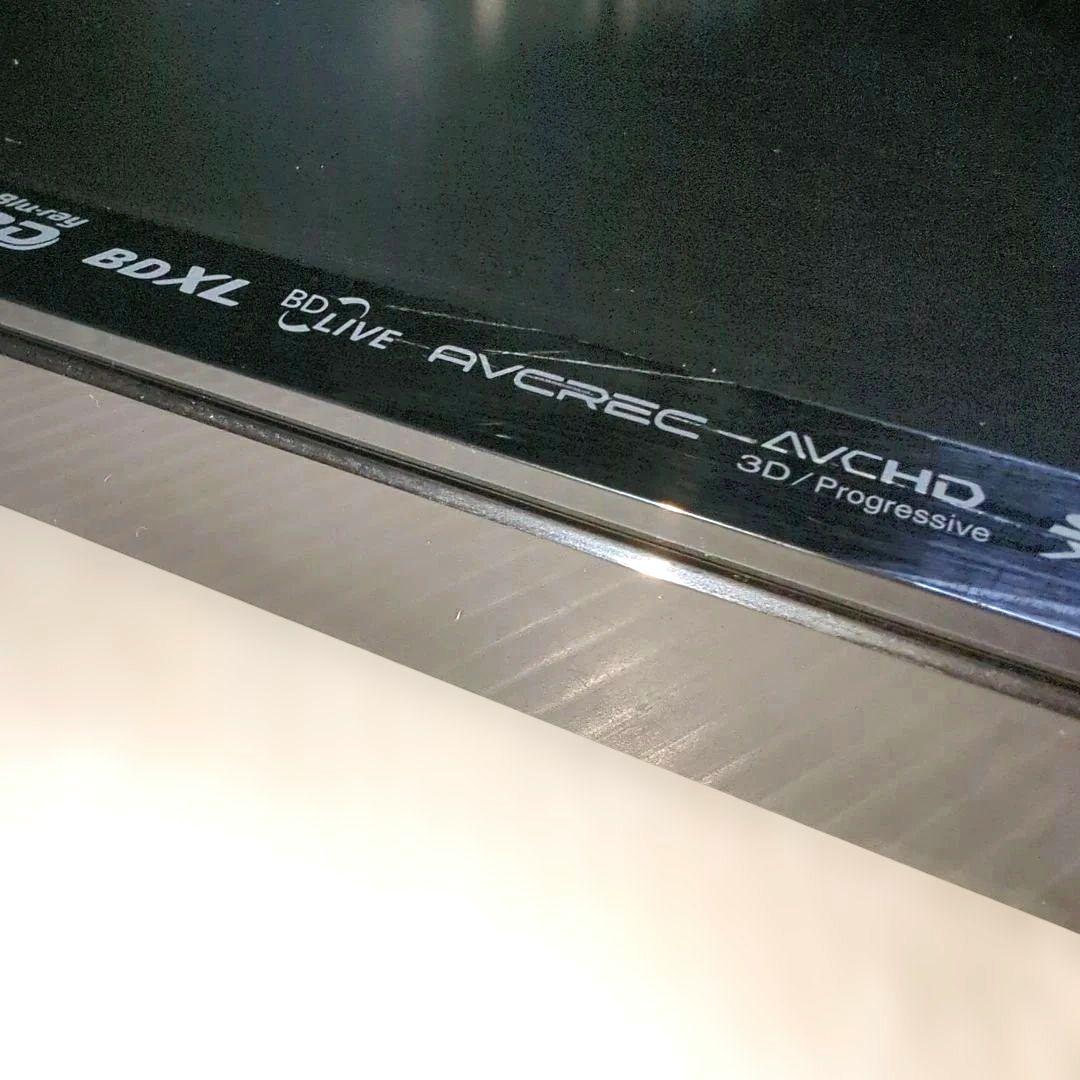 BDXL
BD LIVE
AVCREC
AVCHD
3D/Progressive